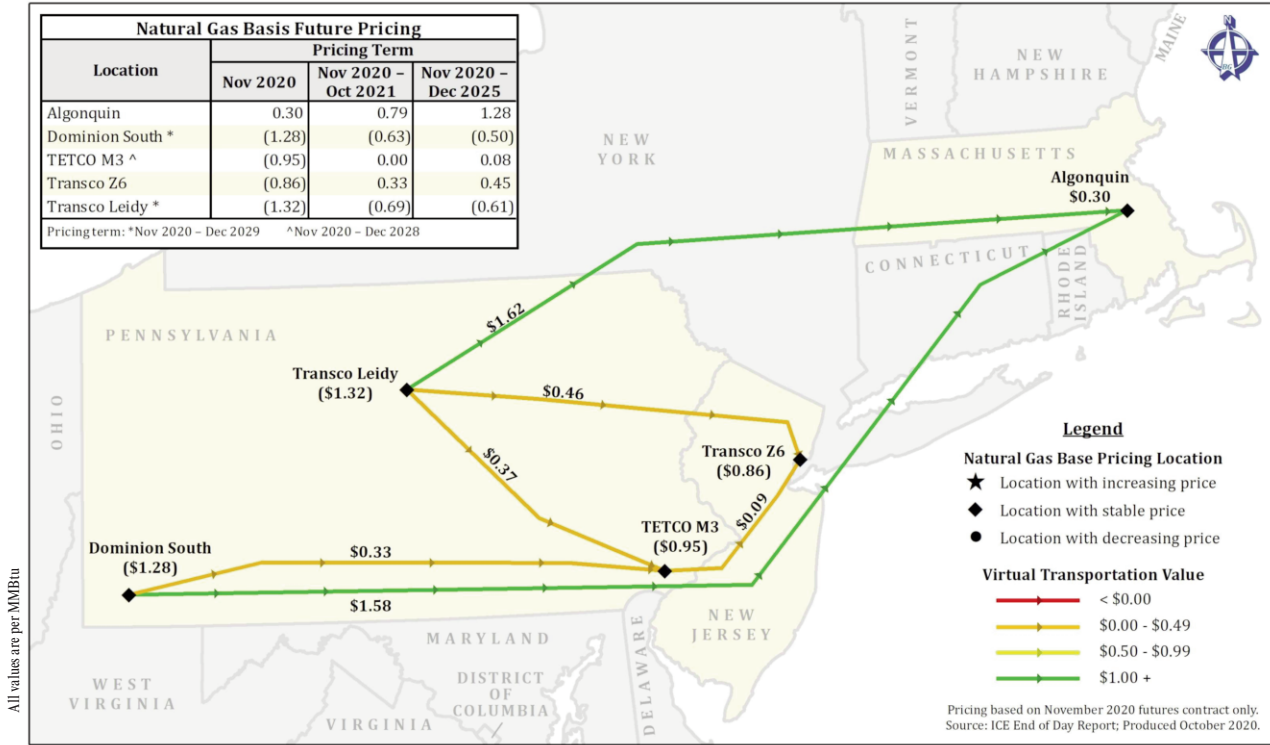 Natural Gas Basis Future Pricing
Location
Pricing Term
Nov 2020
Nov 2020 –
Oct 2021
Nov 2020 –
Dec 2025
Algonquin 0.30 0.79 1.28
Dominion South * (1.28) (0.63) (0.50)
TETCO M3 ^ (0.95) 0.00 0.08
Transco Z6 (0.86) 0.33 0.45
Transco Leidy * (1.32) (0.69) (0.61)
Pricing term: *Nov 2020 – Dec 2029 ^Nov 2020 – Dec 2028
N
MAINE
VERMONT
NEW
HAMPSHIRE
NEW
YORK
MASSACHUSETTS
Algonquin
$0.30
CONNECTICUT
RHODE
ISLAND
PENNSYLVANIA
$1.62
Transco Leidy
($1.32)
$0.46
OHIO
$0.37
Transco Z6
($0.86)
$0.09
TETCO M3
($0.95)
Dominion South
($1.28)
$0.33
$1.58
NEW
JERSEY
MARYLAND
DELAWARE
DISTRICT
OF
COLUMBIA
WEST
VIRGINIA
VIRGINIA
All values are per MMBtu
Legend
Natural Gas Base Pricing Location
Location with increasing price
Location with stable price
Location with decreasing price
Virtual Transportation Value
< $0.00
$0.00 - $0.49
$0.50 - $0.99
$1.00 +
Pricing based on November 2020 futures contract only.
Source: ICE End of Day Report; Produced October 2020.